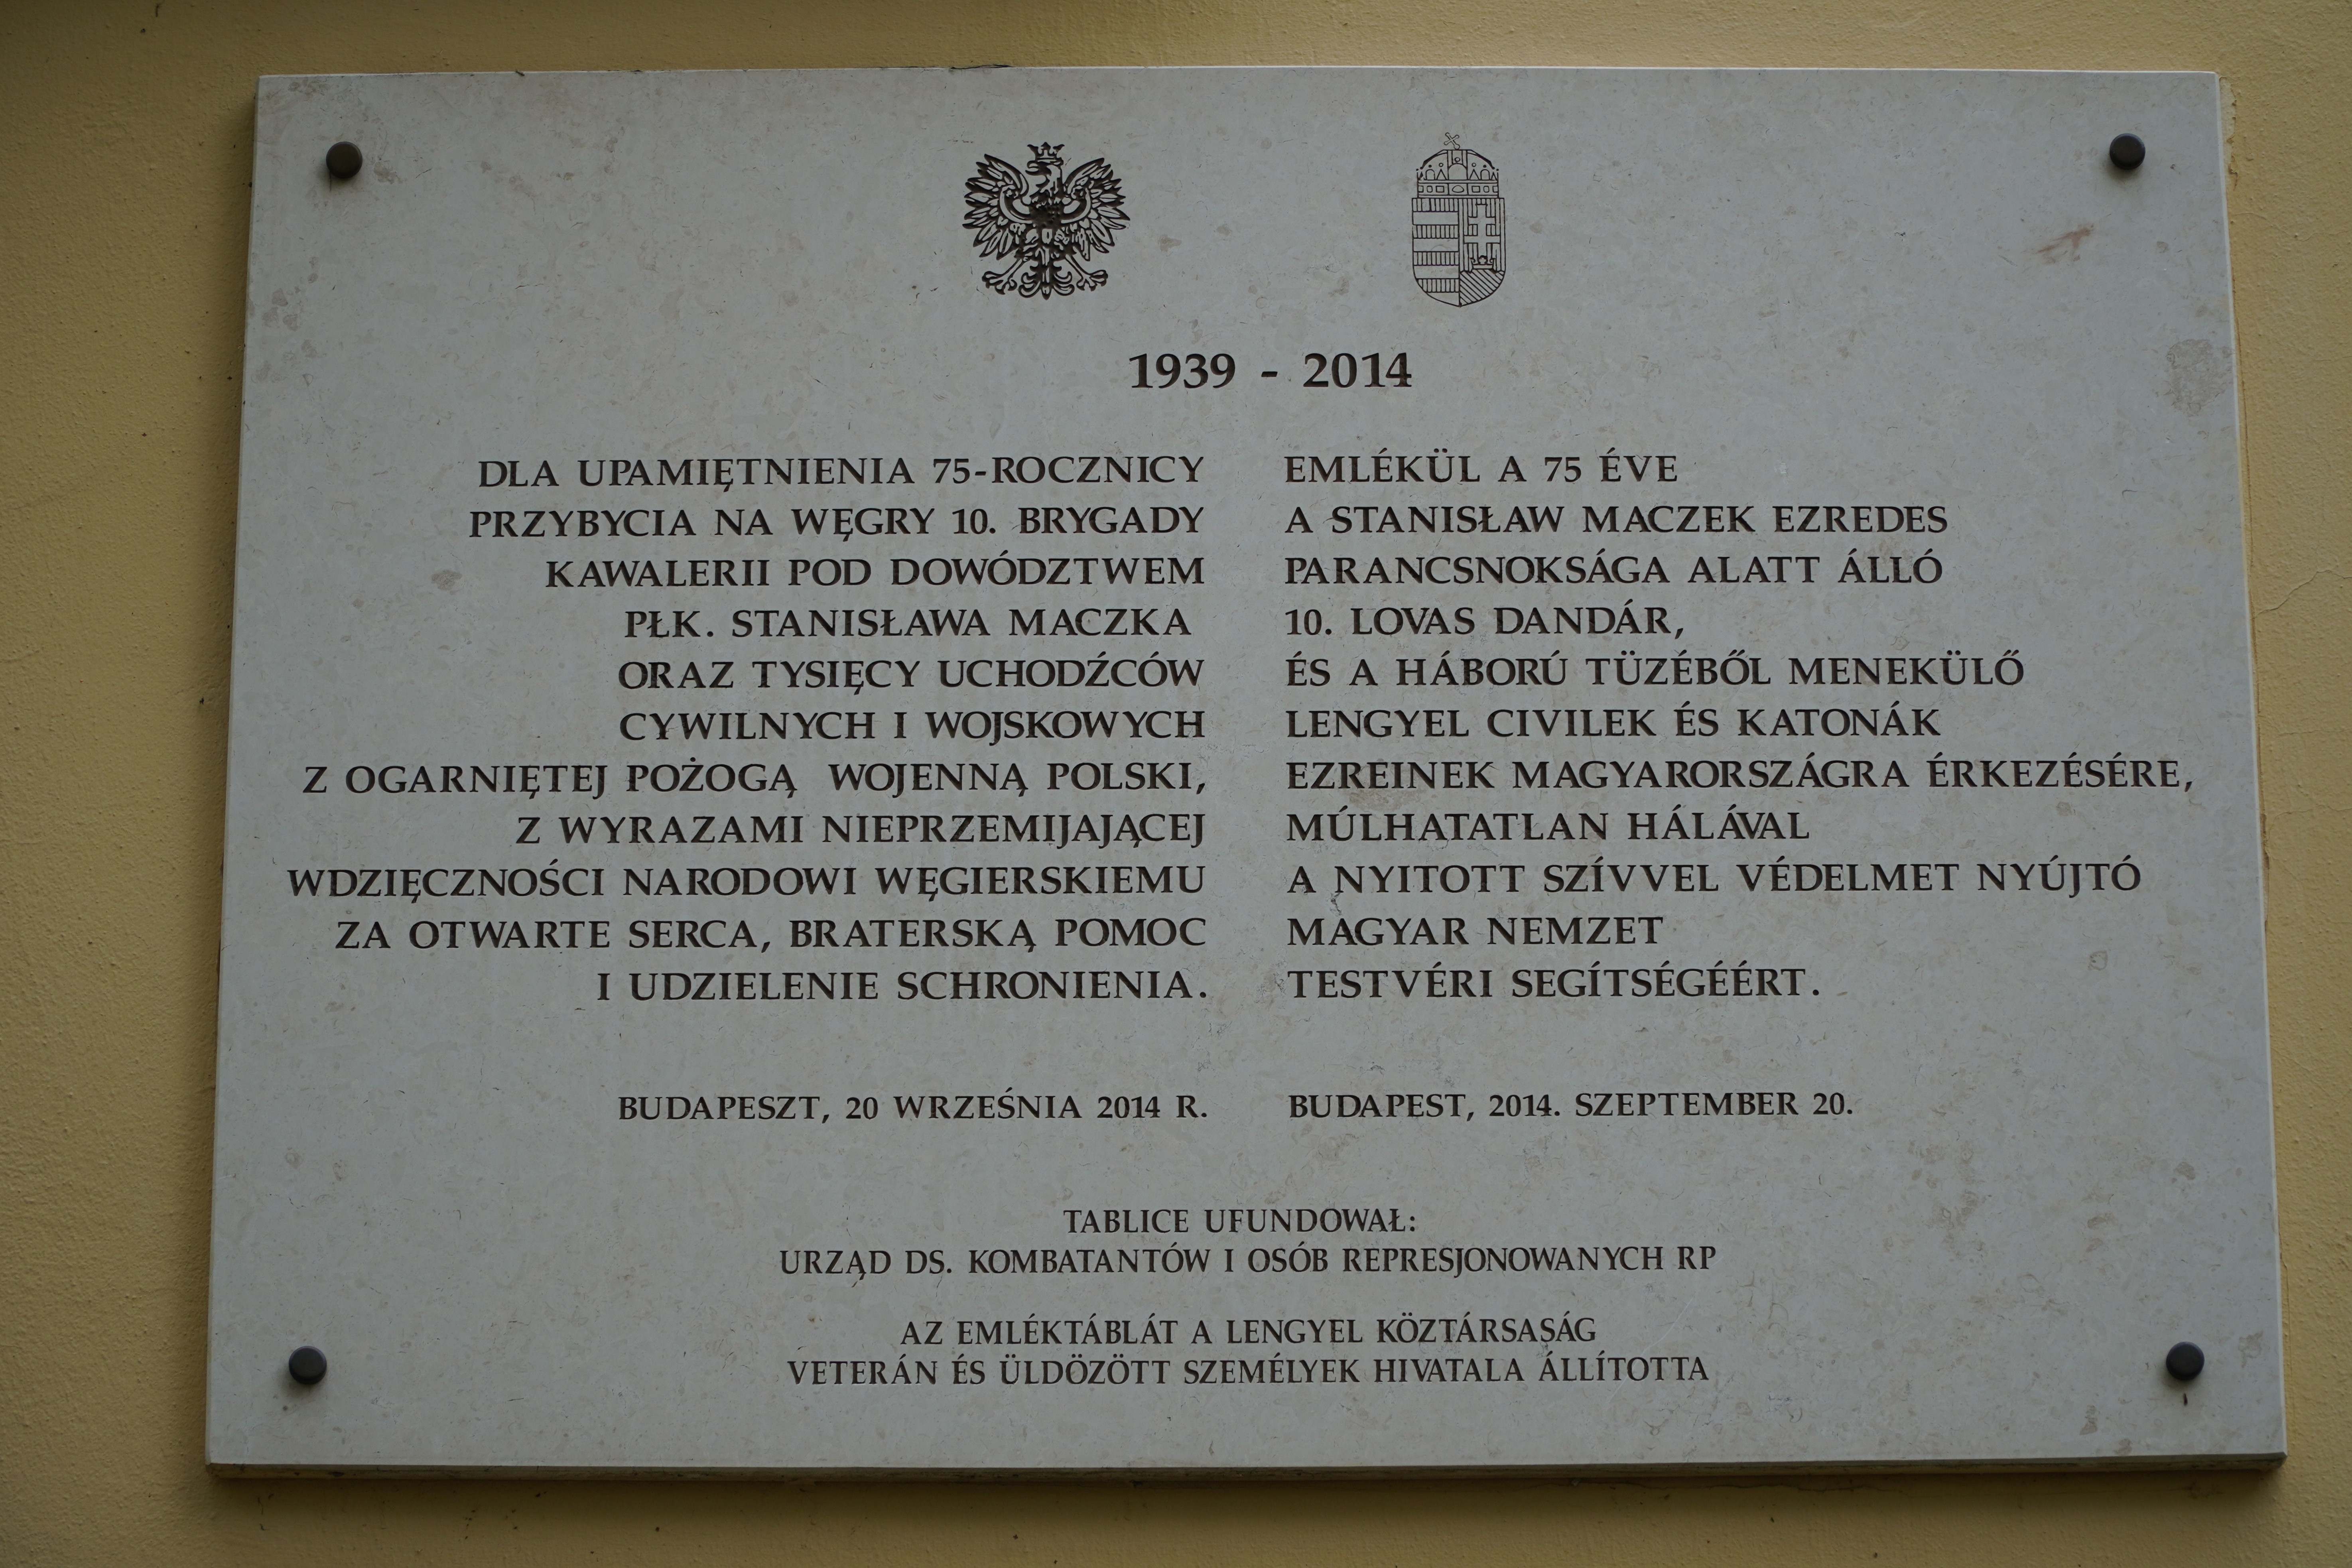 1939 - 2014
DLA UPAMIĘTNIENIA 75-ROCZNICY
PRZYBYCIA NA WĘGRY 10. BRYGADY
KAWALERII POD DOWÓDZTWEM
PŁK. STANISŁAWA MACZKA
ORAZ TYSIĘCY UCHODŹCÓW
CYWILNYCH I WOJSKOWYCH
Z OGARNIĘTEJ POŻOGĄ WOJENNĄ POLSKI,
Z WYRAZAMI NIEPRZEMIJAJĄCEJ
WDZIĘCZNOŚCI NARODOWI WĘGIERSKIEMU
ZA OTWARTE SERCA, BRATERSKĄ POMOC
I UDZIELENIE SCHRONIENIA.
BUDAPESZT, 20 WRZEŚNIA 2014 R.
EMLÉKÜL A 75 ÉVE
A STANISŁAW MACZEK EZREDES
PARANCSNOKSÁGA ALATT ÁLLÓ
10. LOVAS DANDÁR,
ÉS A HÁBORÚ TÜZÉBŐL MENEKÜLŐ
LENGYEL CIVILEK ÉS KATONÁK
EZREINEK MAGYARORSZÁGRA ÉRKEZÉSÉRE,
MÚLHATATLAN HÁLÁVAL
A NYITOTT SZÍVVEL VÉDELMET NYÚJTÓ
MAGYAR NEMZET
TESTVÉRI SEGÍTSÉGÉÉRT.
BUDAPEST, 2014. SZEPTEMBER 20.
TABLICE UFUNDOWAŁ:
URZĄD DS. KOMBATANTÓW I OSÓB REPRESJONOWANYCH RP
AZ EMLÉKTÁBLÁT A LENGYEL KÖZTÁRSASÁG
VETERÁN ÉS ÜLDÖZÖTT SZEMÉLYEK HIVATALA ÁLLÍTOTTA